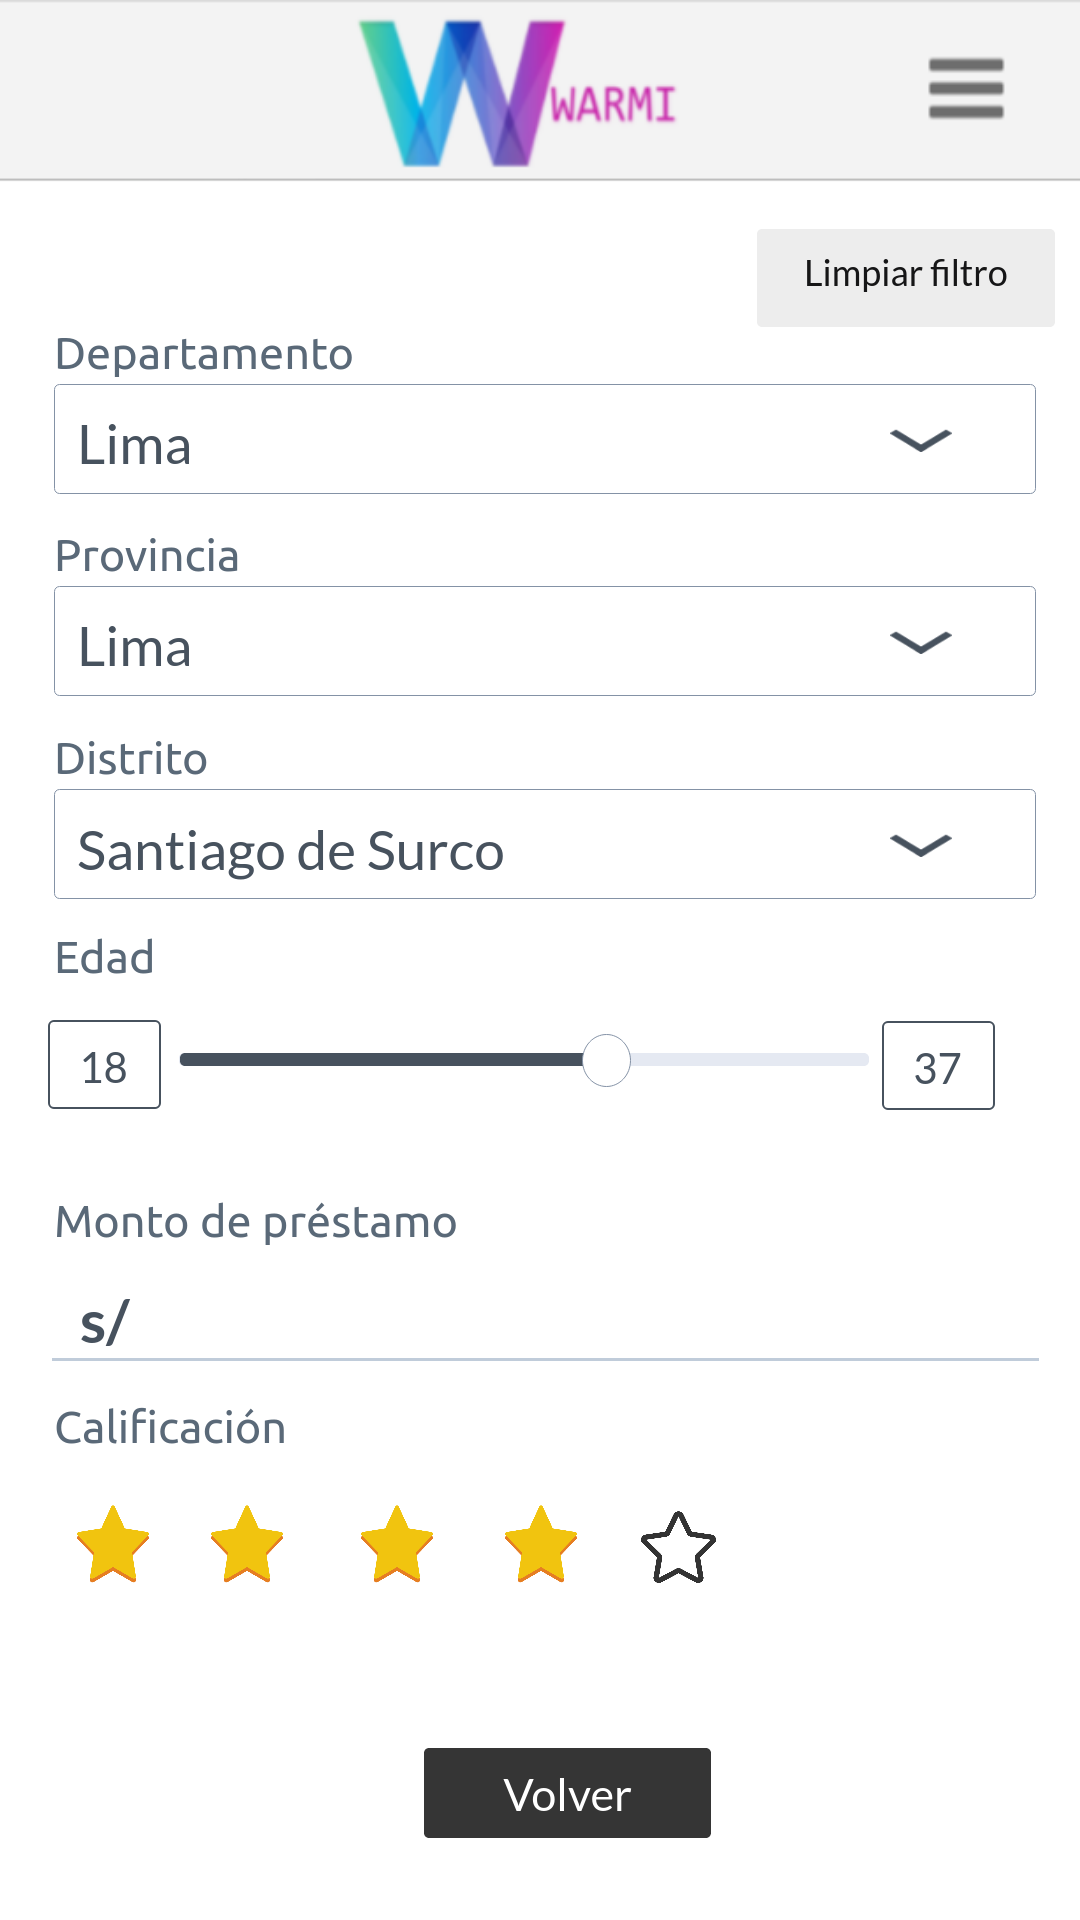 WARMI
Limpiar filtro
Departamento
Lima
Provincia
Lima
Distrito
Santiago de Surco
Edad
18
37
Monto de préstamo
s/
Calificación
Volver